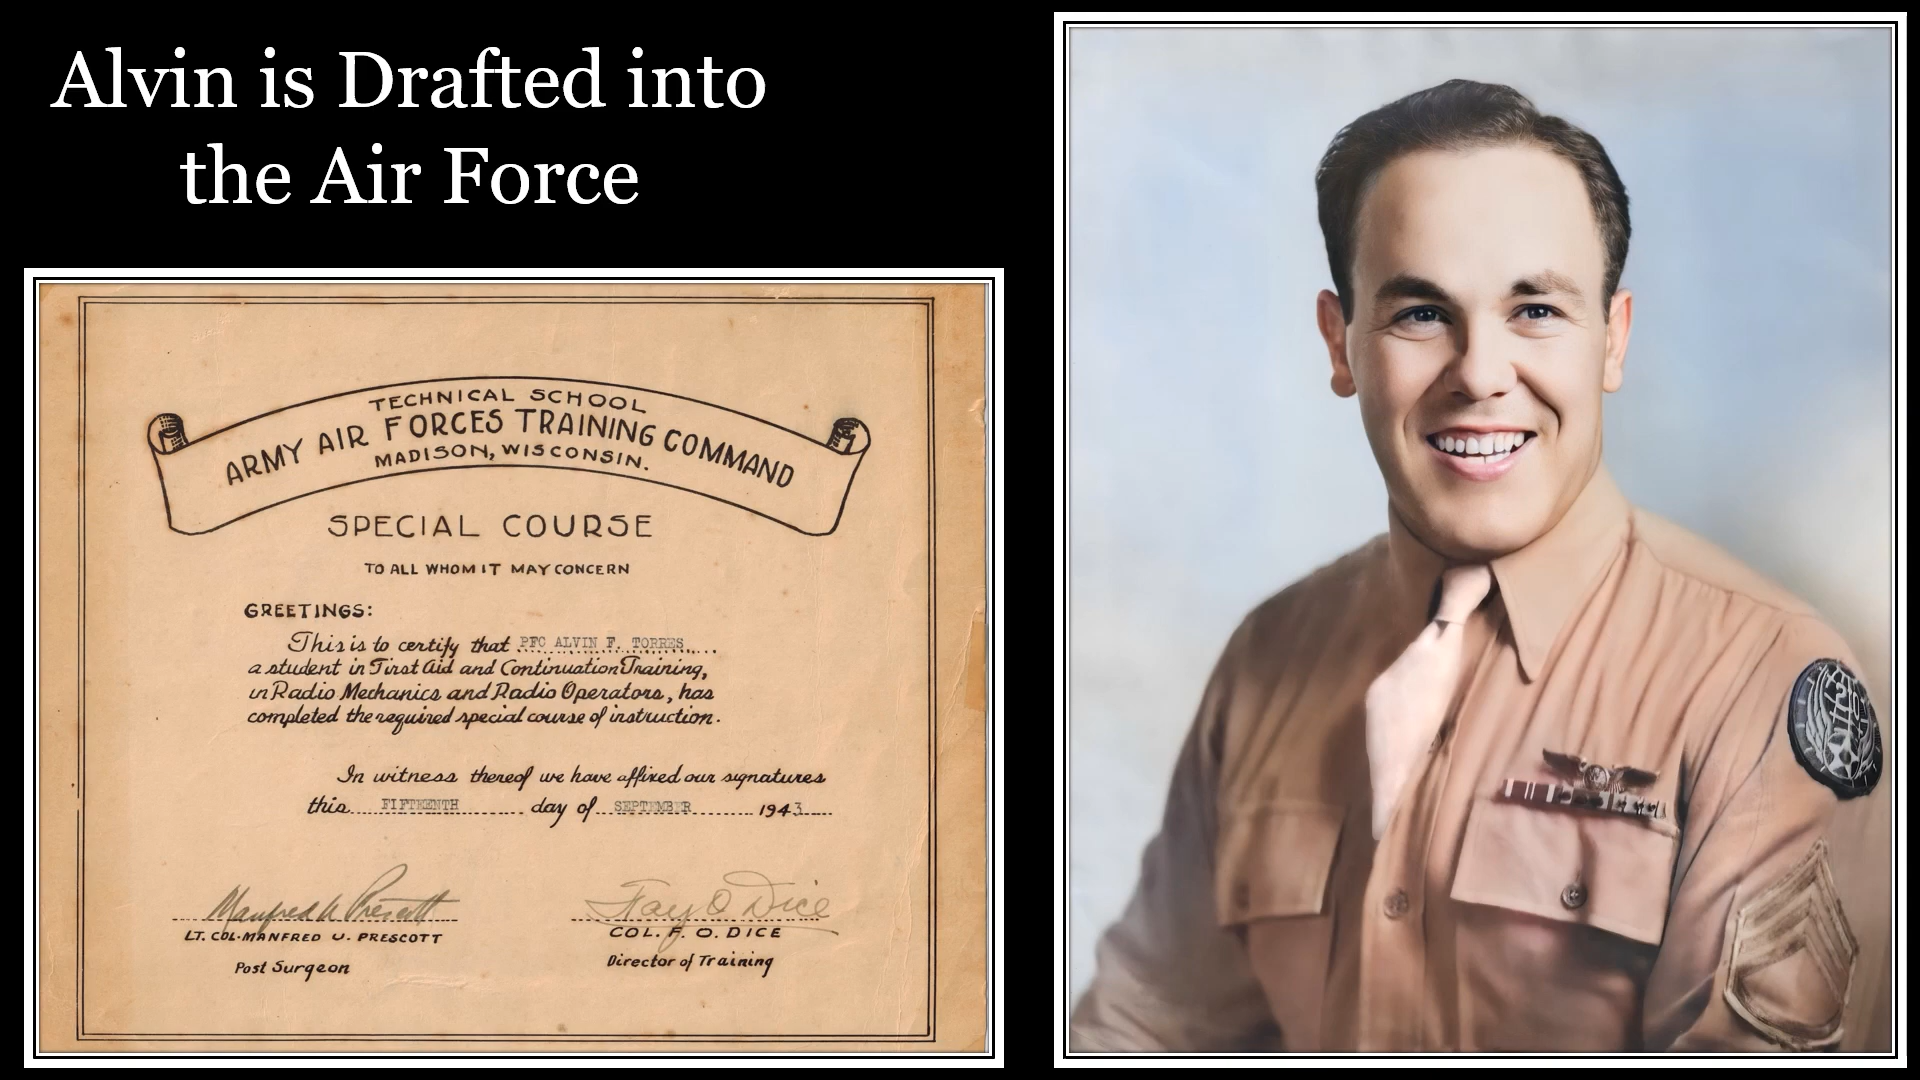 Alvin is Drafted into
the Air Force
TECHNICAL SCHOOL
ARMY AIR FORCES TRAINING COMMAND
MADISON, WISCONSIN.
SPECIAL COURSE
TO ALL WHOM IT MAY CONCERN
GREETINGS:
This is to certify that PFC ALVIN F. TORRES
a student in First Aid and Continuation Training,
in Radio Mechanics and Radio Operators, has
completed the required special course of instruction.
In witness thereof we have affixed our signatures
this FIFTEENTH day of SEPTEMBER 1943
Manfred U Prescott Fay O Dice
LT. COL. MANFRED U. PRESCOTT COL. F. O. DICE
Post Surgeon Director of Training
20